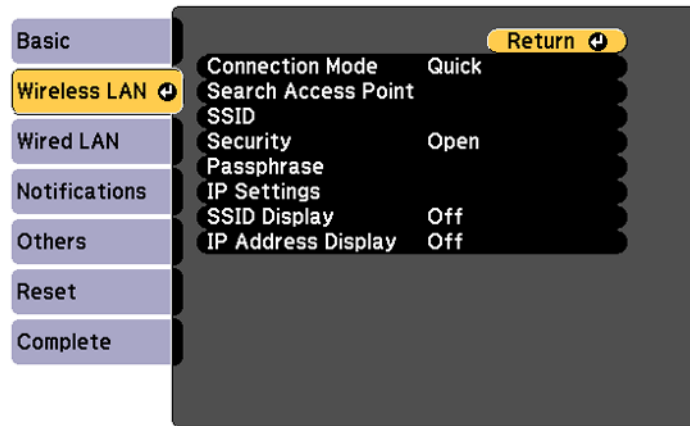 Basic
Wireless LAN
Wired LAN
Notifications
Others
Reset
Complete
Return
Connection Mode Quick
Search Access Point
SSID
Security Open
Passphrase
IP Settings
SSID Display Off
IP Address Display Off